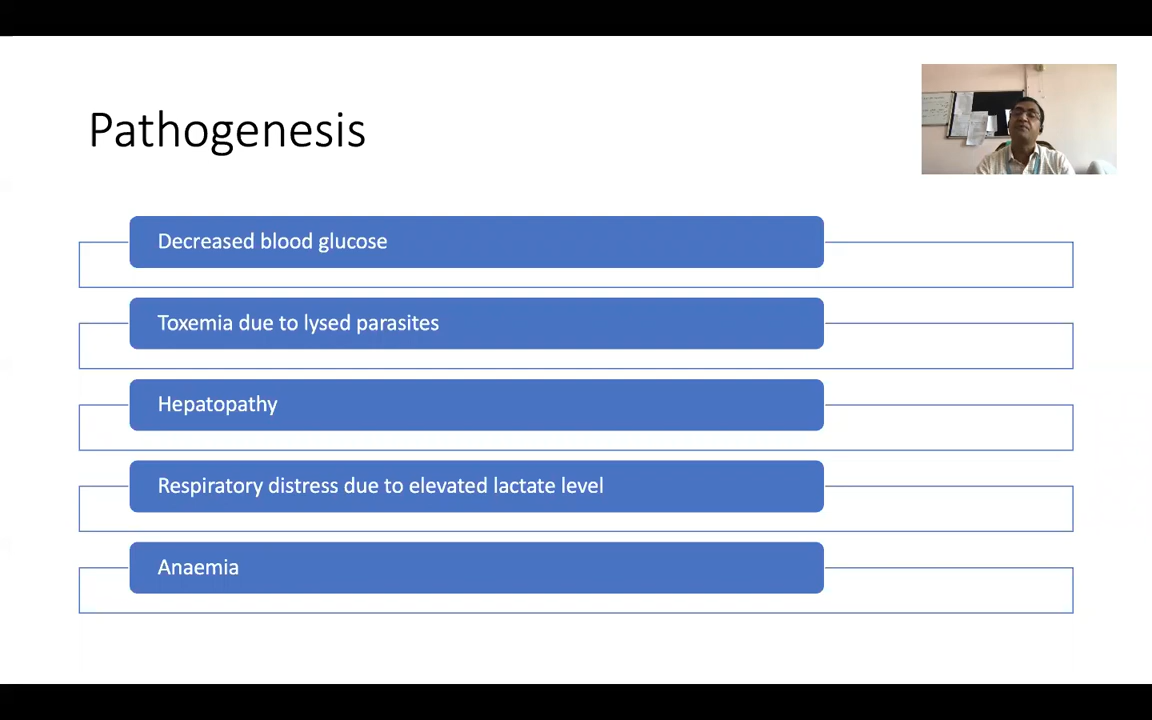 Pathogenesis
Decreased blood glucose
Toxemia due to lysed parasites
Hepatopathy
Respiratory distress due to elevated lactate level
Anaemia